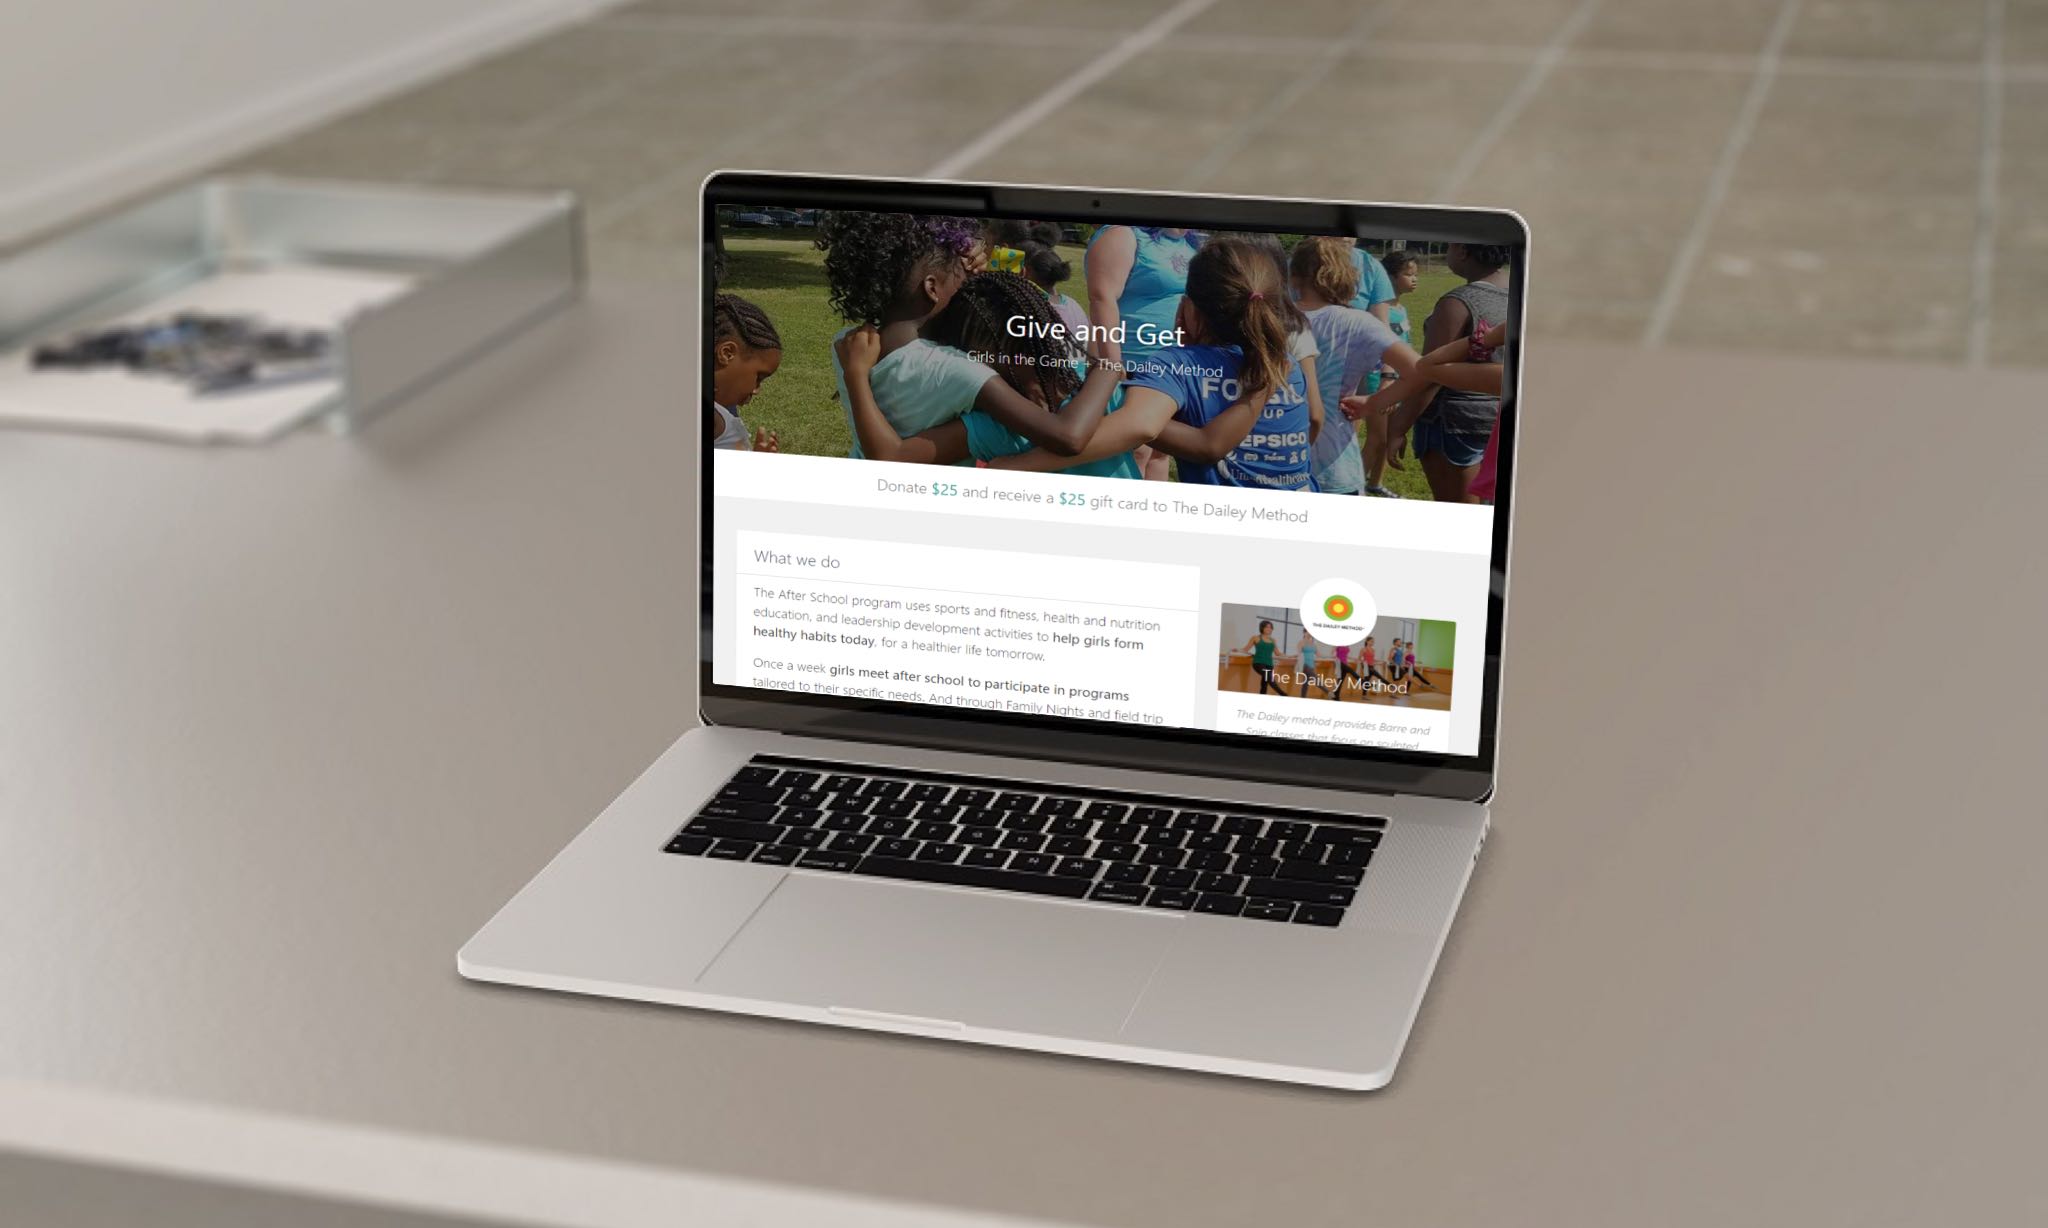 Give and Get
Girls in the Game + The Dailey Method
FO
UP
EPSICO
Donate $25 and receive a $25 gift card to The Dailey Method
What we do
The After School program uses sports and fitness, health and nutrition
education, and leadership development activities to help girls form
healthy habits today, for a healthier life tomorrow.
Once a week girls meet after school to participate in programs
tailored to their specific needs. And through Family Nights and field trip
THE DAILEY METHOD
The Dailey Method
The Dailey method provides Barre and
Spin classes that focus on sculpted